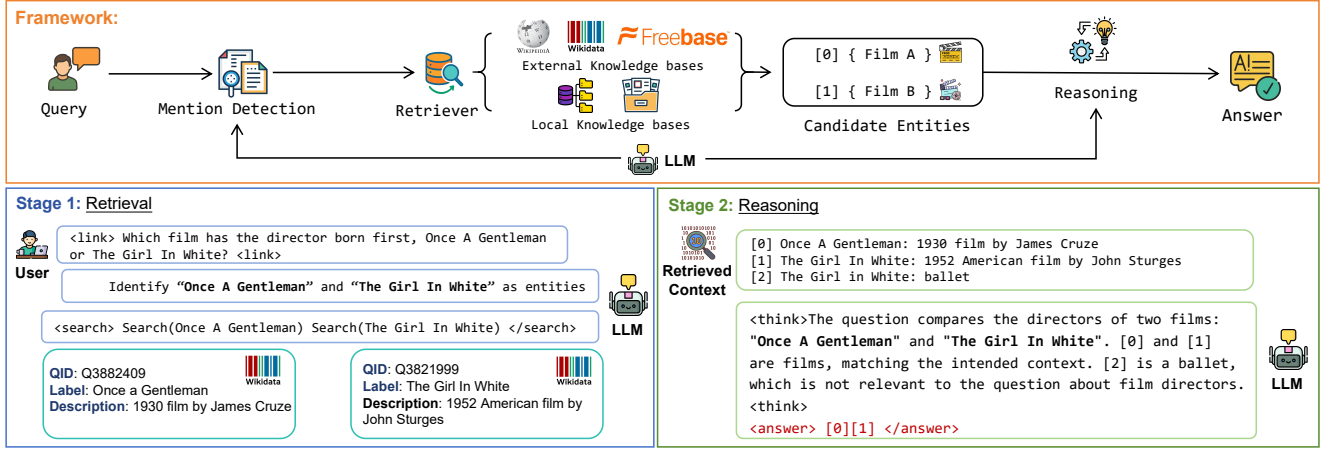 Framework:
Query
Mention Detection
Retriever
WIKIPEDIA
WIKIDATA
Freebase
External Knowledge bases
Local Knowledge bases
[0] { Film A }
[1] { Film B }
Candidate Entities
Reasoning
A!
Answer
LLM
Stage 1: Retrieval
User
<link> Which film has the director born first, Once A Gentleman
or The Girl In White? <link>
Identify “Once A Gentleman” and “The Girl In White” as entities
<search> Search(Once A Gentleman) Search(The Girl In White) </search>
LLM
QID: Q3882409
Label: Once a Gentleman
Description: 1930 film by James Cruze
WIKIDATA
QID: Q3821999
Label: The Girl In White
Description: 1952 American film by
John Sturges
WIKIDATA
Stage 2: Reasoning
Retrieved
Context
[0] Once A Gentleman: 1930 film by James Cruze
[1] The Girl In White: 1952 American film by John Sturges
[2] The Girl in White: ballet
<think>The question compares the directors of two films:
"Once A Gentleman" and "The Girl In White". [0] and [1]
are films, matching the intended context. [2] is a ballet,
which is not relevant to the question about film directors.
<think>
<answer> [0][1] </answer>
LLM